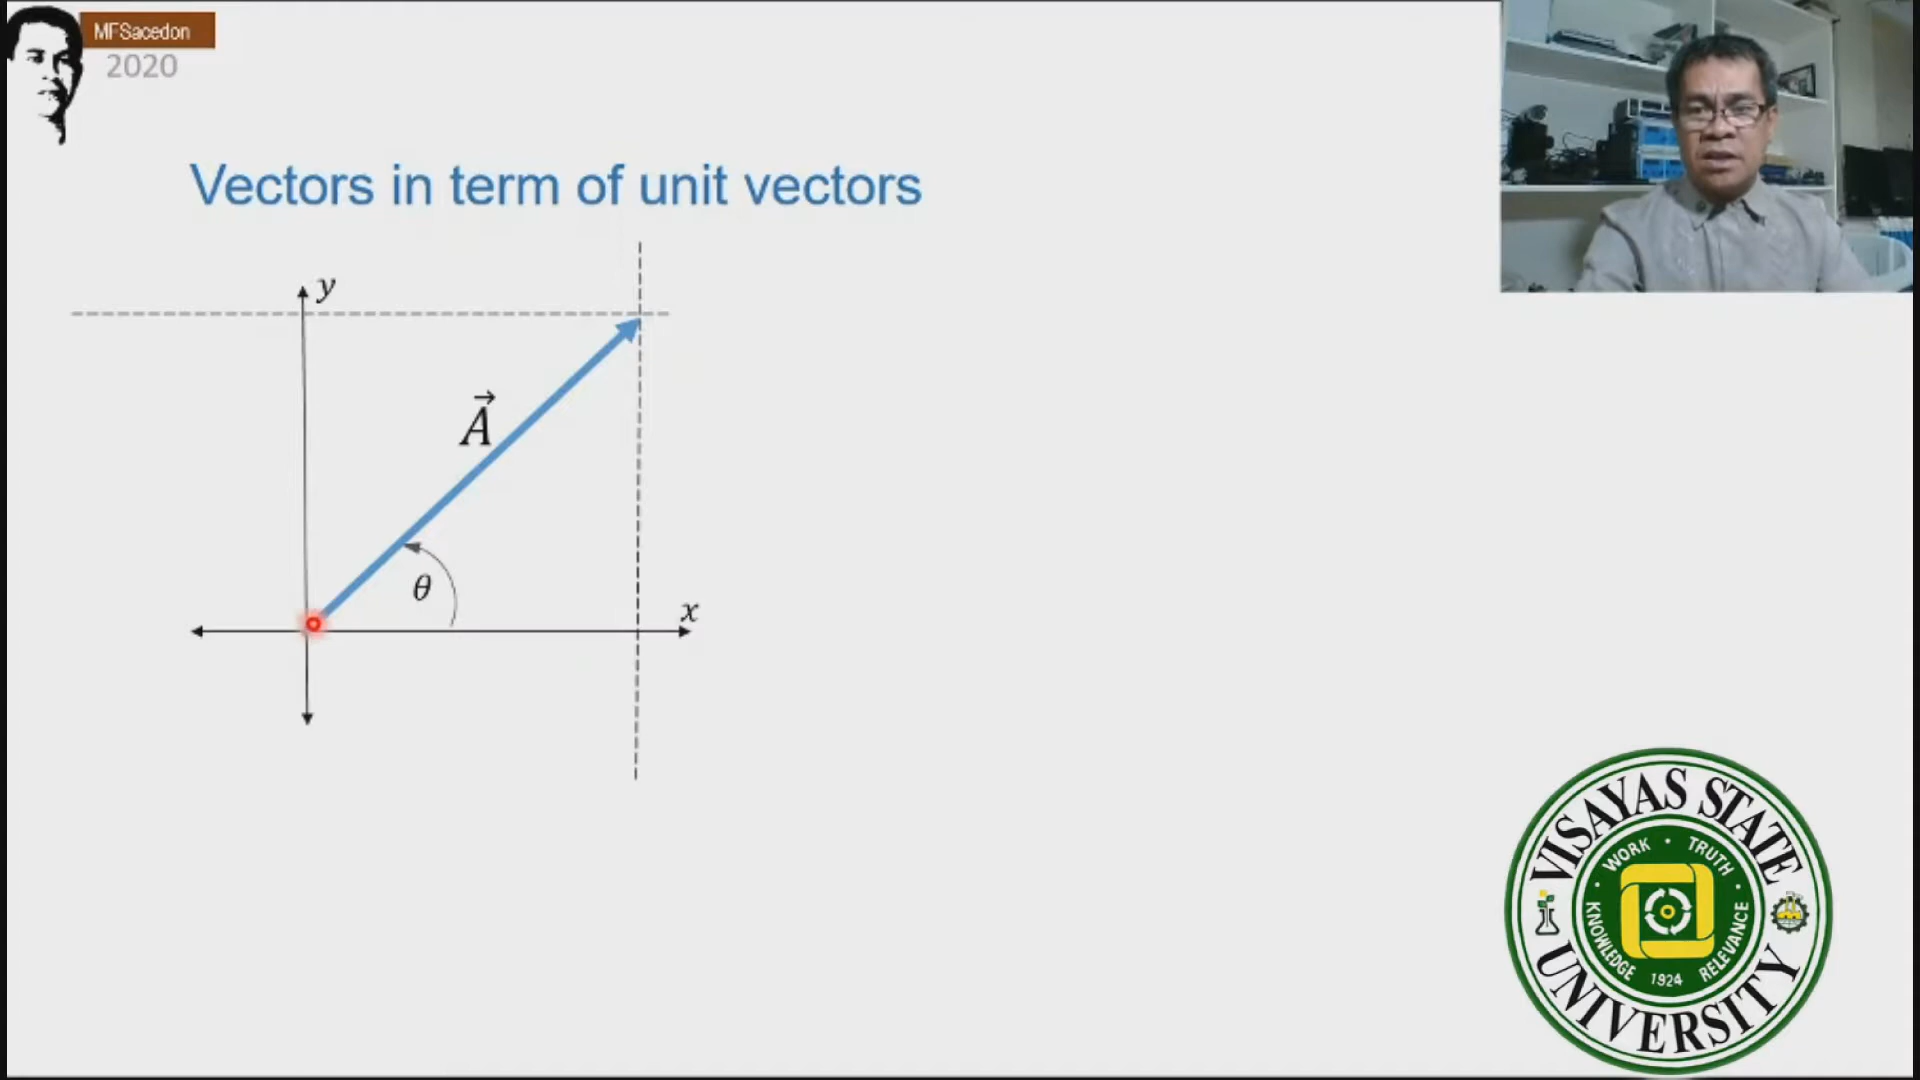 MFSacedon
2020
Vectors in term of unit vectors
y
A⃗
θ
x
VISAYAS STATE UNIVERSITY
WORK • TRUTH • RELEVANCE 1924 KNOWLEDGE •